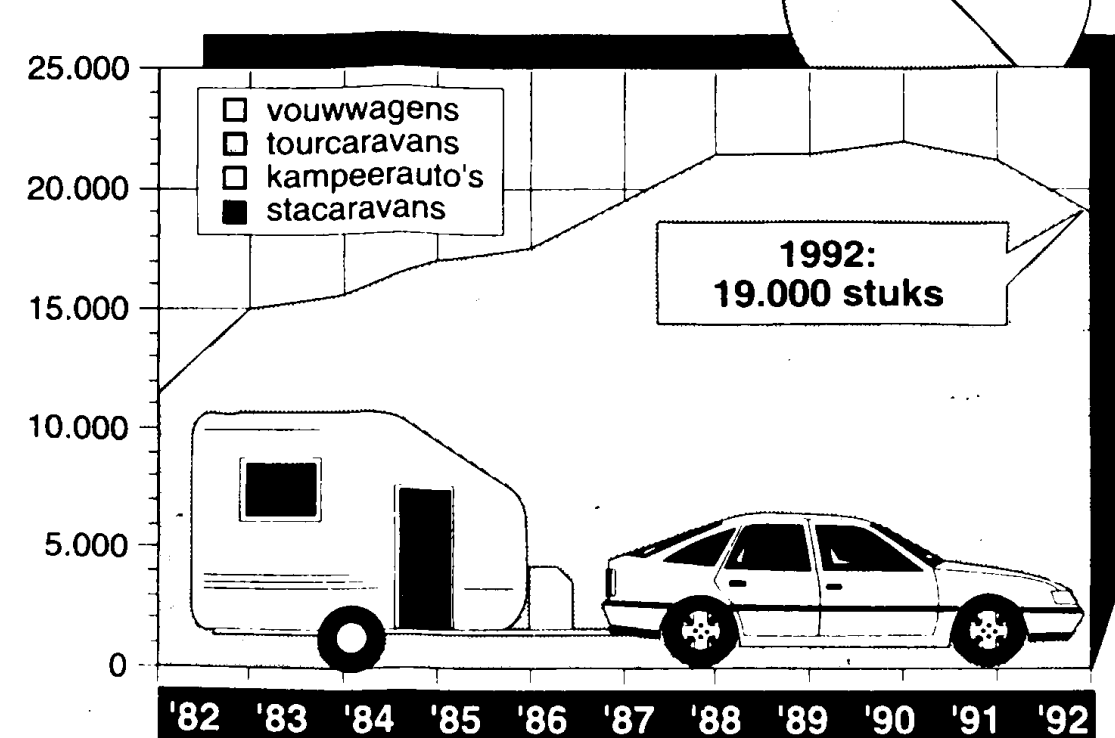 25.000
vouwwagens
tourcaravans
kampeerauto's
stacaravans
20.000
1992:
19.000 stuks
15.000
10.000
5.000
0
'82 '83 '84 '85 '86 '87 '88 '89 '90 '91 '92